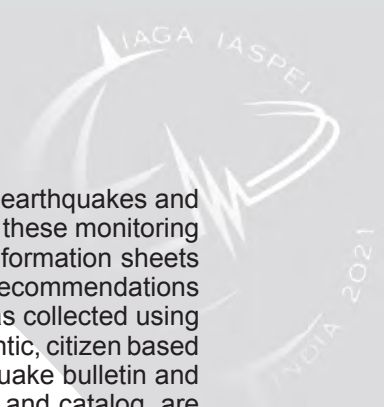 IAGA IASPEI
INDIA 2021
earthquakes and
these monitoring
formation sheets
ecommendations
as collected using
ntic, citizen based
uake bulletin and
and catalog, are